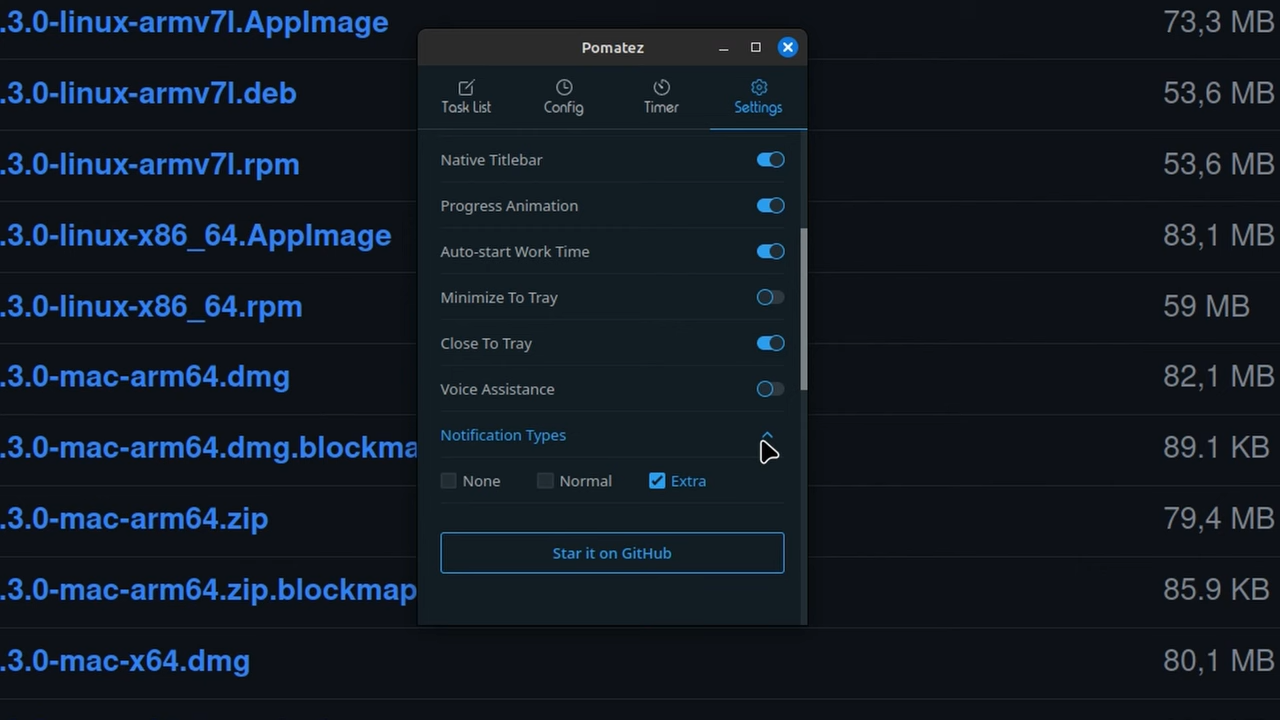 .3.0-linux-armv7l.AppImage 73,3 MB
.3.0-linux-armv7l.deb 53,6 MB
.3.0-linux-armv7l.rpm 53,6 MB
.3.0-linux-x86_64.AppImage 83,1 MB
.3.0-linux-x86_64.rpm 59 MB
.3.0-mac-arm64.dmg 82,1 MB
.3.0-mac-arm64.dmg.blockma 89.1 KB
.3.0-mac-arm64.zip 79,4 MB
.3.0-mac-arm64.zip.blockmap 85.9 KB
.3.0-mac-x64.dmg 80,1 MB
Pomatez
Task List Config Timer Settings
Native Titlebar
Progress Animation
Auto-start Work Time
Minimize To Tray
Close To Tray
Voice Assistance
Notification Types
None Normal Extra
Star it on GitHub